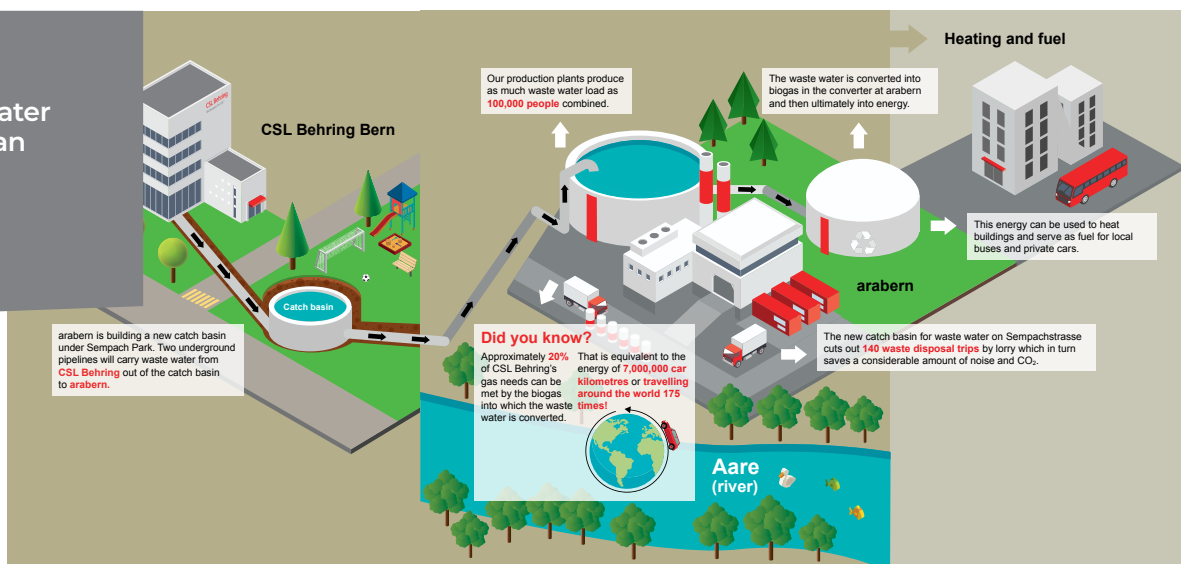 ater
an
CSL Behring
CSL Behring Bern
Catch basin
arabern is building a new catch basin
under Sempach Park. Two underground
pipelines will carry waste water from
CSL Behring out of the catch basin
to arabern.
Our production plants produce
as much waste water load as
100,000 people combined.
The waste water is converted into
biogas in the converter at arabern
and then ultimately into energy.
Heating and fuel
This energy can be used to heat
buildings and serve as fuel for local
buses and private cars.
arabern
The new catch basin for waste water on Sempachstrasse
cuts out 140 waste disposal trips by lorry which in turn
saves a considerable amount of noise and CO₂.
Did you know?
Approximately 20%
of CSL Behring's
gas needs can be
met by the biogas
into which the waste
water is converted.
That is equivalent to the
energy of 7,000,000 car
kilometres or travelling
around the world 175
times!
Aare
(river)